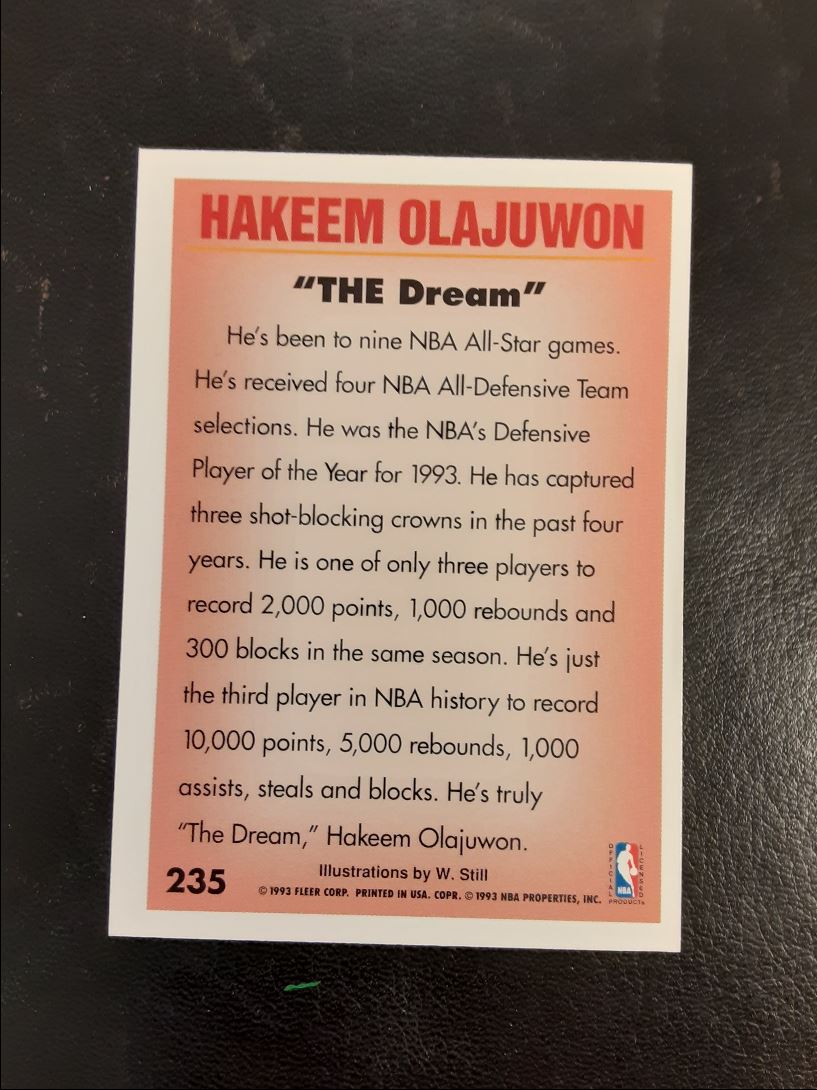 HAKEEM OLAJUWON
"THE Dream"
He's been to nine NBA All-Star games.
He's received four NBA All-Defensive Team
selections. He was the NBA's Defensive
Player of the Year for 1993. He has captured
three shot-blocking crowns in the past four
years. He is one of only three players to
record 2,000 points, 1,000 rebounds and
300 blocks in the same season. He's just
the third player in NBA history to record
10,000 points, 5,000 rebounds, 1,000
assists, steals and blocks. He's truly
"The Dream," Hakeem Olajuwon.
235
Illustrations by W. Still
© 1993 FLEER CORP. PRINTED IN USA. COPR. © 1993 NBA PROPERTIES, INC.
OFFICIAL
NBA
LICENSED
PRODUCTS